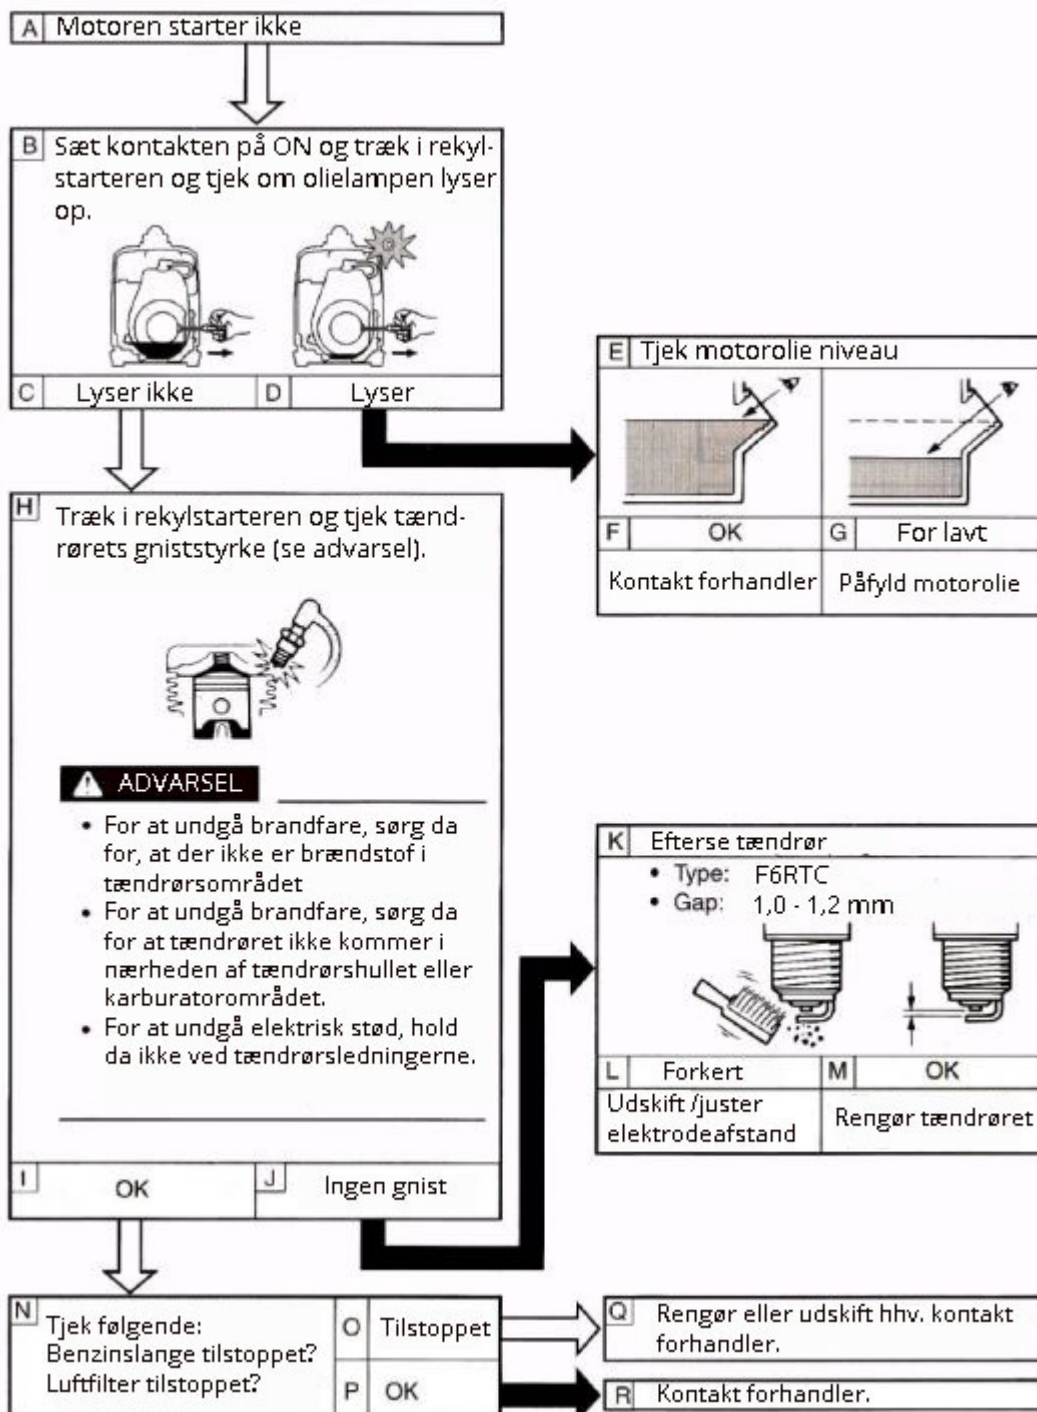 A Motoren starter ikke
B Sæt kontakten på ON og træk i rekyl-
starteren og tjek om olielampen lyser
op.
C Lyser ikke D Lyser
E Tjek motorolie niveau
F OK G For lavt
Kontakt forhandler Påfyld motorolie
H Træk i rekylstarteren og tjek tænd-
rørets gniststyrke (se advarsel).
ADVARSEL
• For at undgå brandfare, sørg da
for, at der ikke er brændstof i
tændrørsområdet
• For at undgå brandfare, sørg da
for at tændrøret ikke kommer i
nærheden af tændrørshullet eller
karburatorområdet.
• For at undgå elektrisk stød, hold
da ikke ved tændrørsledningerne.
I OK J Ingen gnist
K Efterse tændrør
• Type: F6RTC
• Gap: 1,0 - 1,2 mm
L Forkert M OK
Udskift /juster
elektrodeafstand
Rengør tændrøret
N Tjek følgende:
Benzinslange tilstoppet?
Luftfilter tilstoppet?
O Tilstoppet
P OK
Q Rengør eller udskift hhv. kontakt
forhandler.
R Kontakt forhandler.